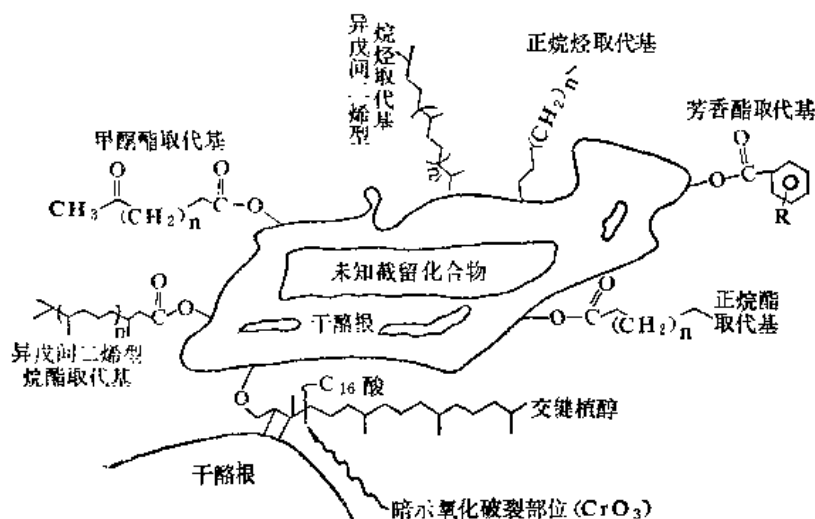 异戊间二烯型
烷烃取代基
正烷烃取代基
(CH₂)n
芳香酯取代基
O
O
C
R
甲酮酯取代基
O
O
CH₃
(CH₂)n
C
O
m
未知截留化合物
O
C
O
n
干酪根
O
O
C
(CH₂)n
正烷酯
取代基
异戊间二烯型
烷酯取代基
O
C₁₆酸
交键植醇
干酪根
暗示氧化破裂部位(CrO₃)